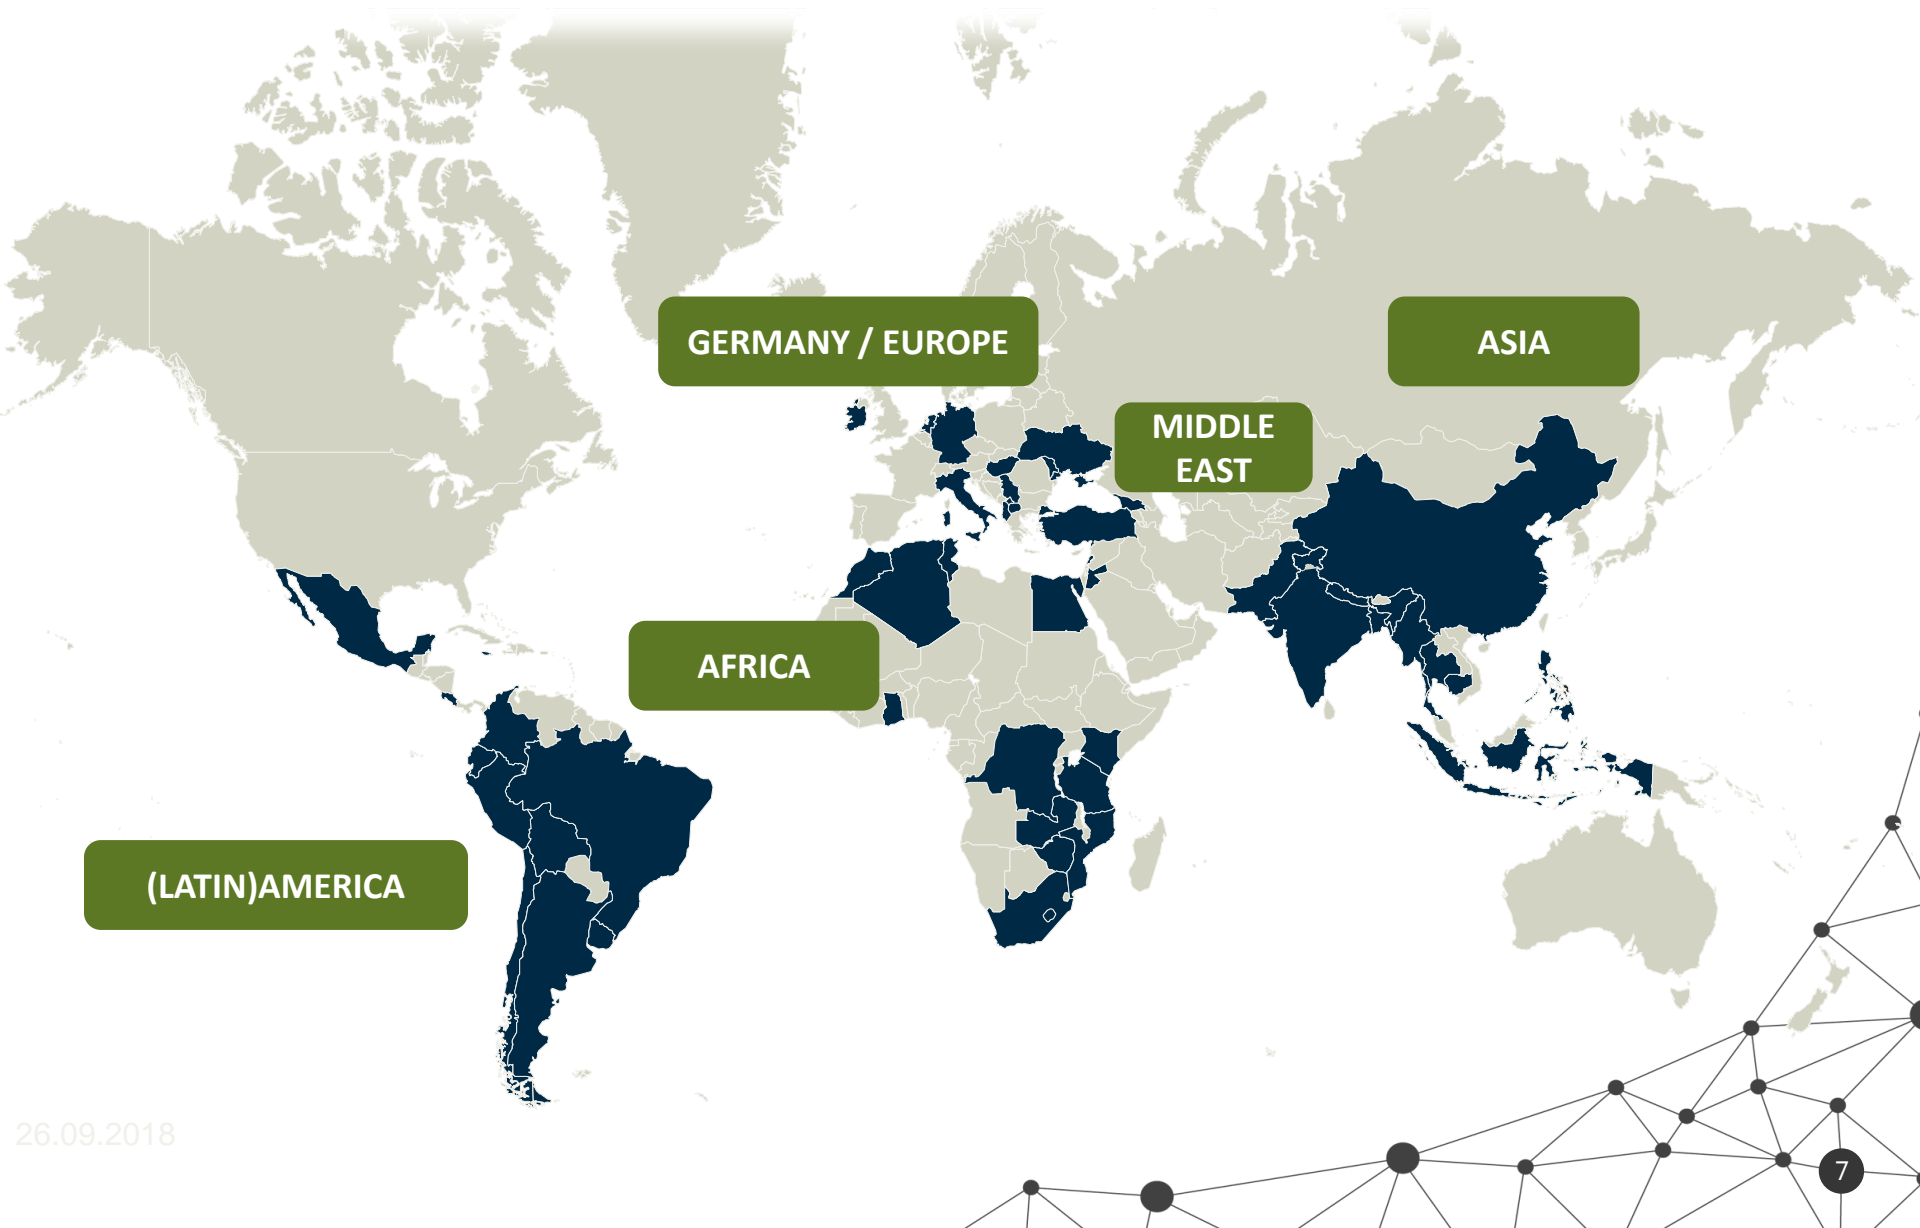 GERMANY / EUROPE
ASIA
MIDDLE
EAST
AFRICA
(LATIN)AMERICA
26.09.2018
7